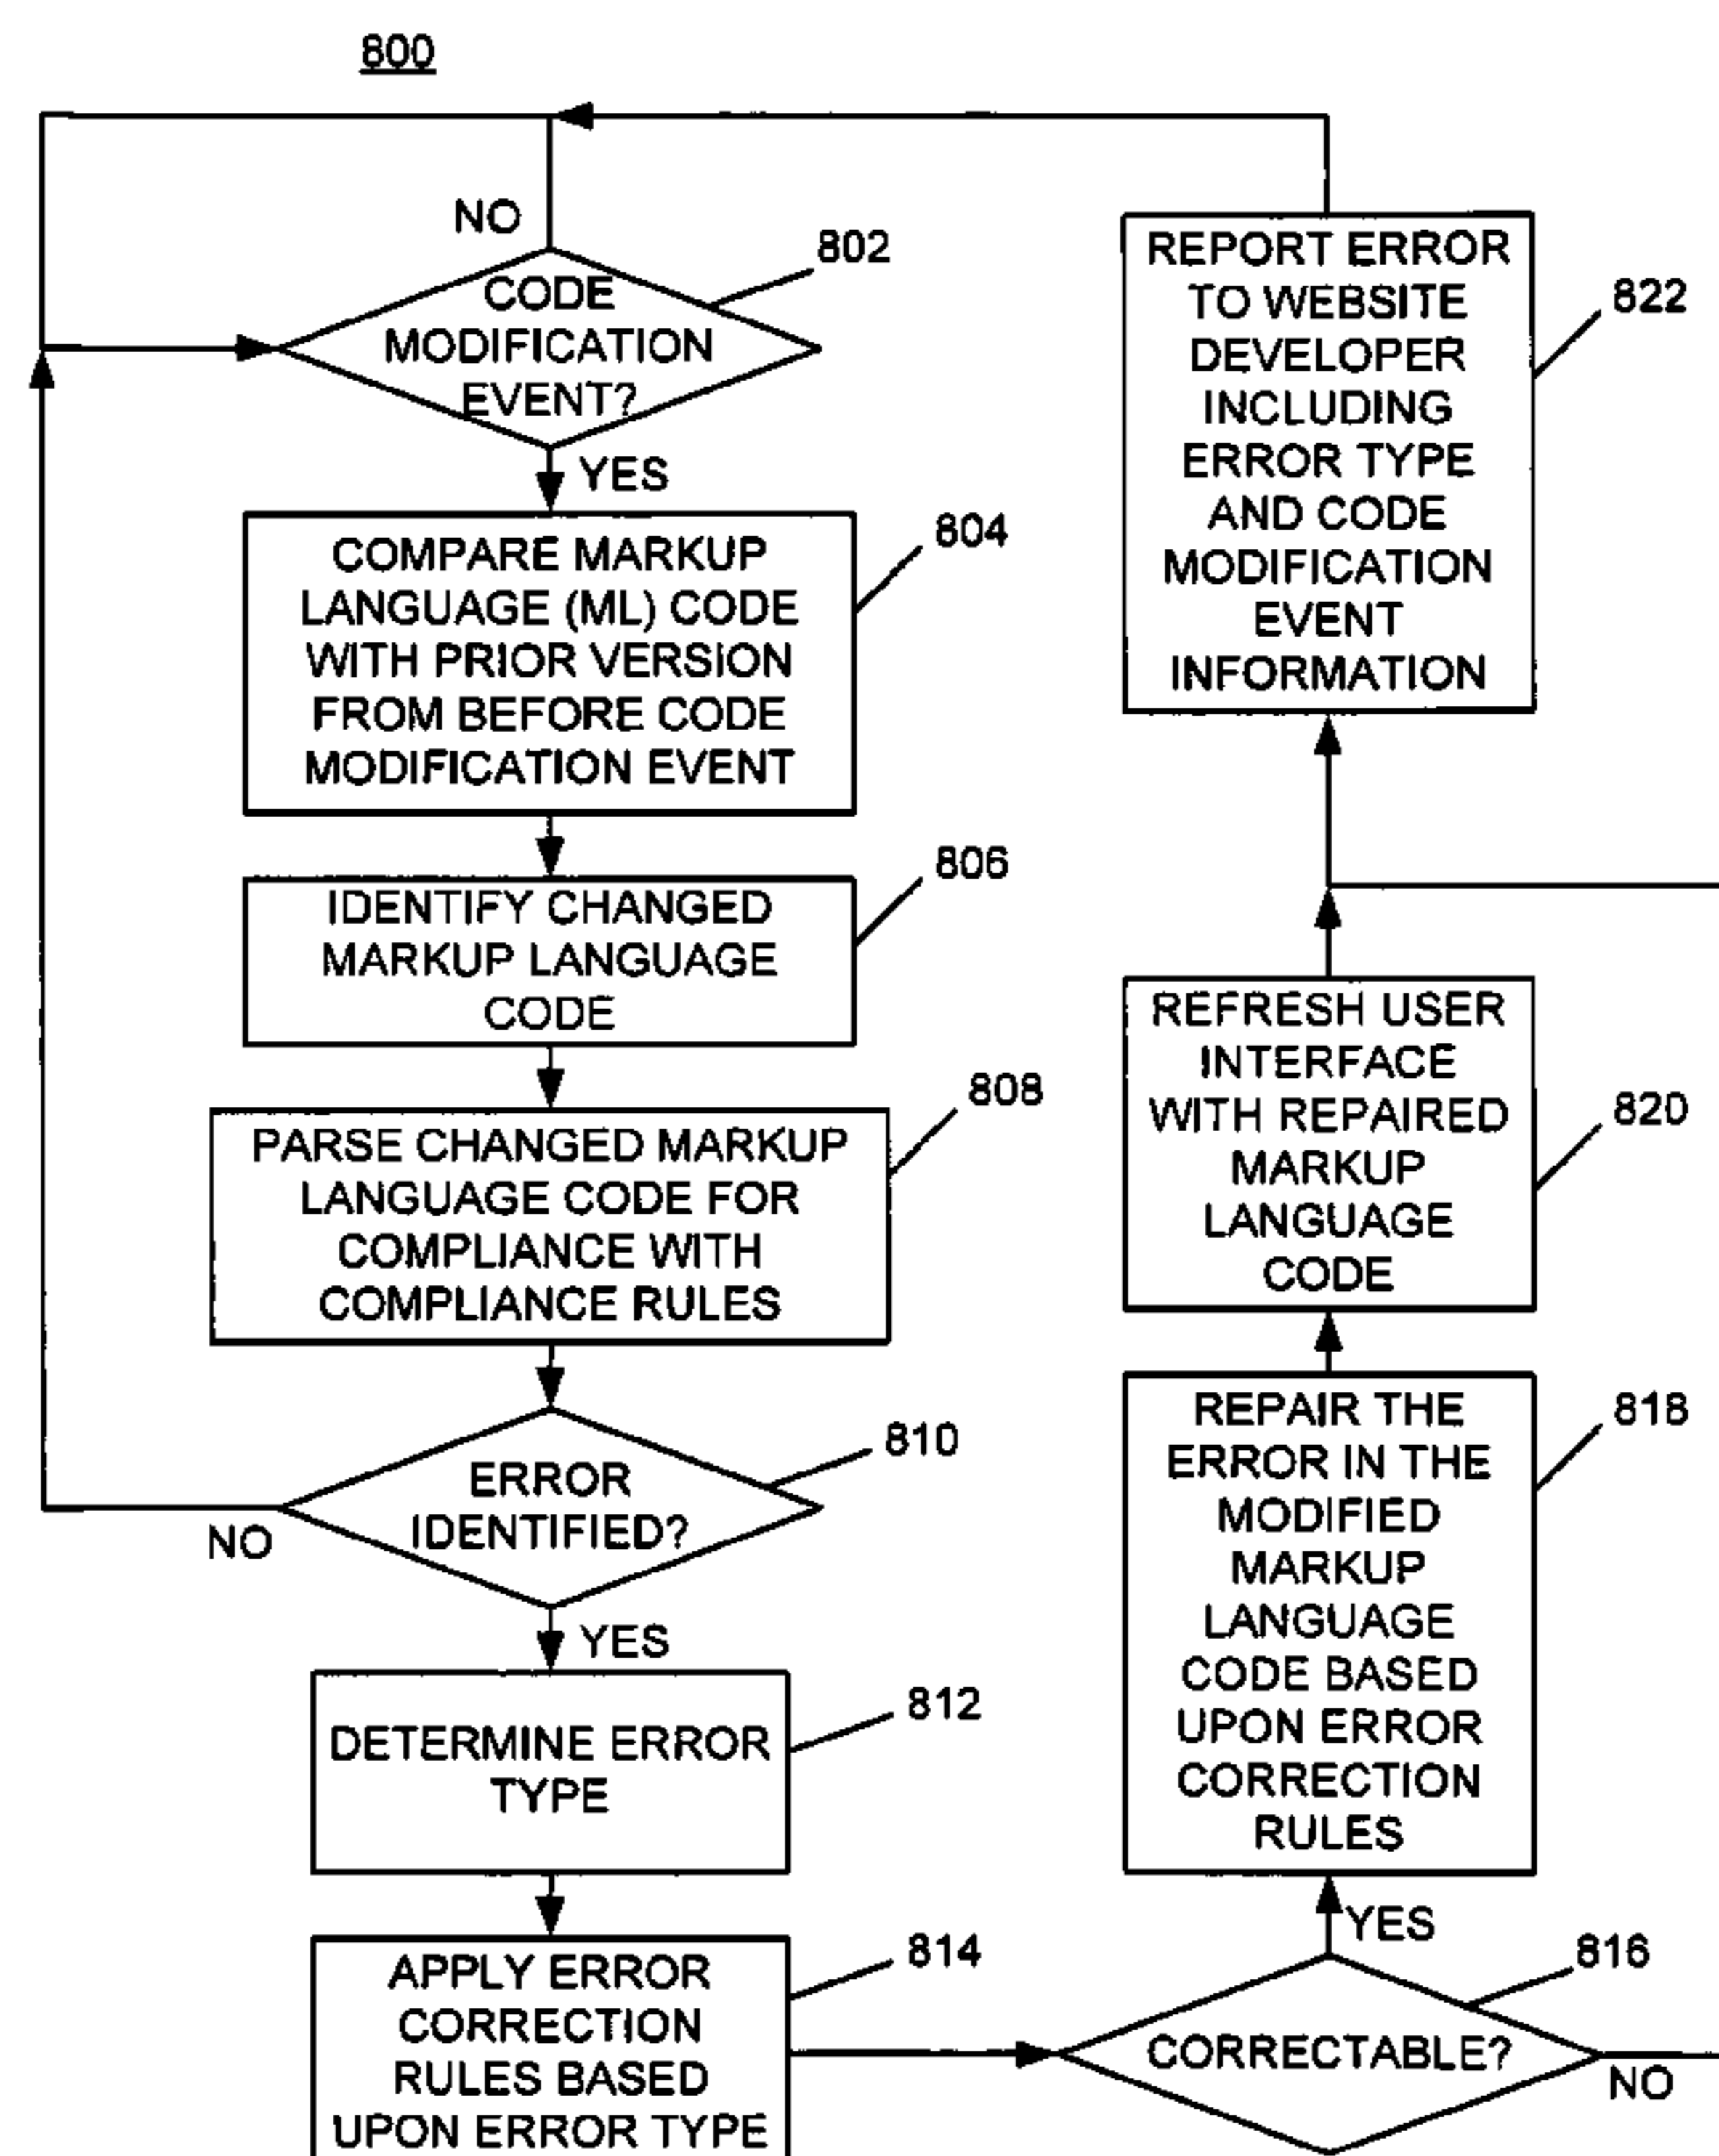 800
NO
802
CODE
MODIFICATION
EVENT?
YES
804
COMPARE MARKUP
LANGUAGE (ML) CODE
WITH PRIOR VERSION
FROM BEFORE CODE
MODIFICATION EVENT
806
IDENTIFY CHANGED
MARKUP LANGUAGE
CODE
808
PARSE CHANGED MARKUP
LANGUAGE CODE FOR
COMPLIANCE WITH
COMPLIANCE RULES
810
ERROR
IDENTIFIED?
NO
YES
812
DETERMINE ERROR
TYPE
814
APPLY ERROR
CORRECTION
RULES BASED
UPON ERROR TYPE
816
CORRECTABLE?
NO
YES
818
REPAIR THE
ERROR IN THE
MODIFIED
MARKUP
LANGUAGE
CODE BASED
UPON ERROR
CORRECTION
RULES
820
REFRESH USER
INTERFACE
WITH REPAIRED
MARKUP
LANGUAGE
CODE
822
REPORT ERROR
TO WEBSITE
DEVELOPER
INCLUDING
ERROR TYPE
AND CODE
MODIFICATION
EVENT
INFORMATION